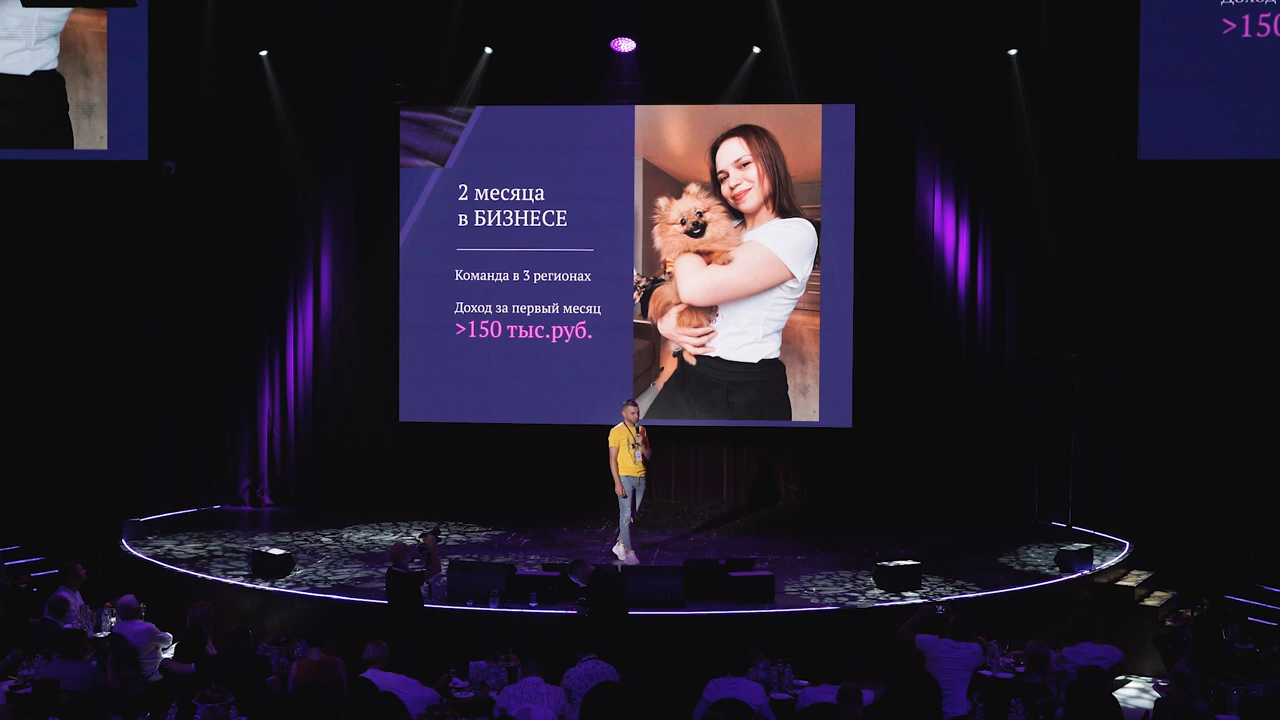 2 месяца
в БИЗНЕСЕ
Команда в 3 регионах
Доход за первый месяц
>150 тыс.руб.
>150